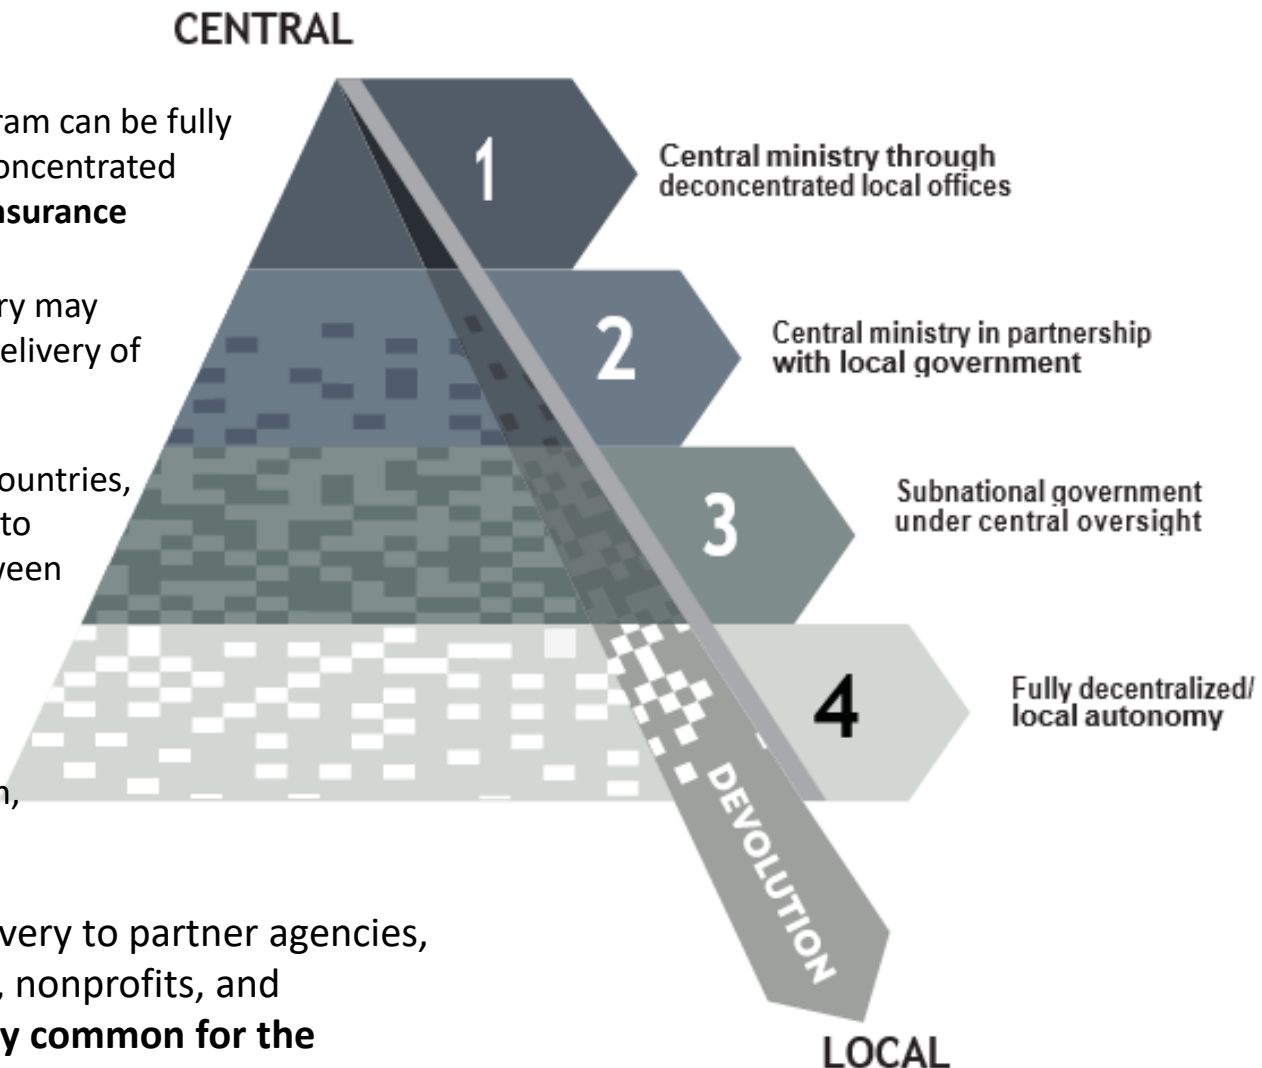 CENTRAL
ram can be fully
oncentrated
nsurance
1
Central ministry through
deconcentrated local offices
ry may
elivery of
2
Central ministry in partnership
with local government
ountries,
to
ween
3
Subnational government
under central oversight
4
Fully decentralized/
local autonomy
n,
DEVOLUTION
very to partner agencies,
, nonprofits, and
y common for the
LOCAL